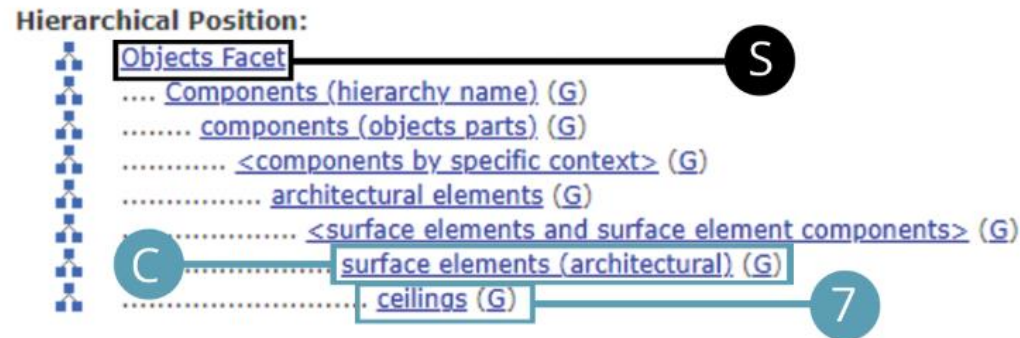 Hierarchical Position:
Objects Facet S
.... Components (hierarchy name) (G)
........ components (objects parts) (G)
............ <components by specific context> (G)
................ architectural elements (G)
.................... <surface elements and surface element components> (G)
C ........................ surface elements (architectural) (G)
............................ ceilings (G) 7